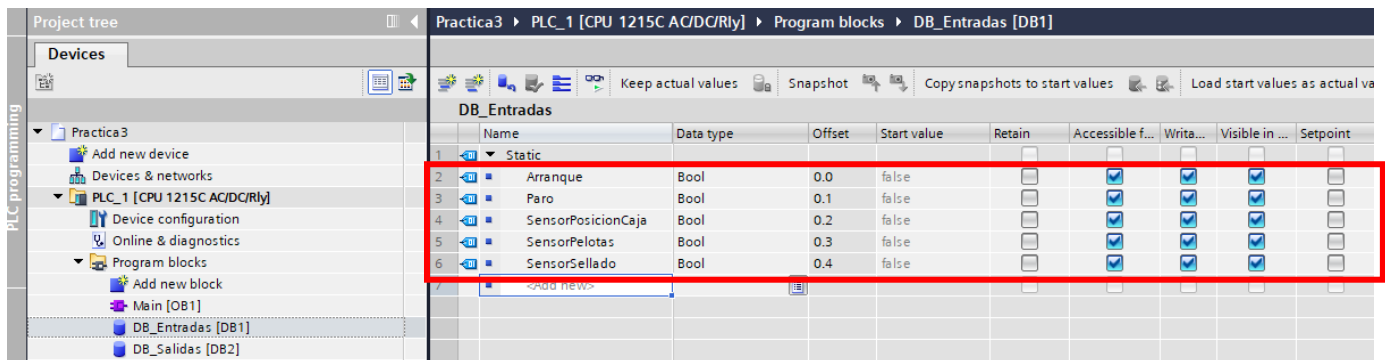 Project tree
Devices
PLC programming
Practica3
Add new device
Devices & networks
PLC_1 [CPU 1215C AC/DC/Rly]
Device configuration
Online & diagnostics
Program blocks
Add new block
Main [OB1]
DB_Entradas [DB1]
DB_Salidas [DB2]
Practica3 PLC_1 [CPU 1215C AC/DC/Rly] Program blocks DB_Entradas [DB1]
Keep actual values Snapshot Copy snapshots to start values Load start values as actual va
DB_Entradas
Name Data type Offset Start value Retain Accessible f... Writa... Visible in ... Setpoint
1 Static
2 Arranque Bool 0.0 false
3 Paro Bool 0.1 false
4 SensorPosicionCaja Bool 0.2 false
5 SensorPelotas Bool 0.3 false
6 SensorSellado Bool 0.4 false
7 <Add new>